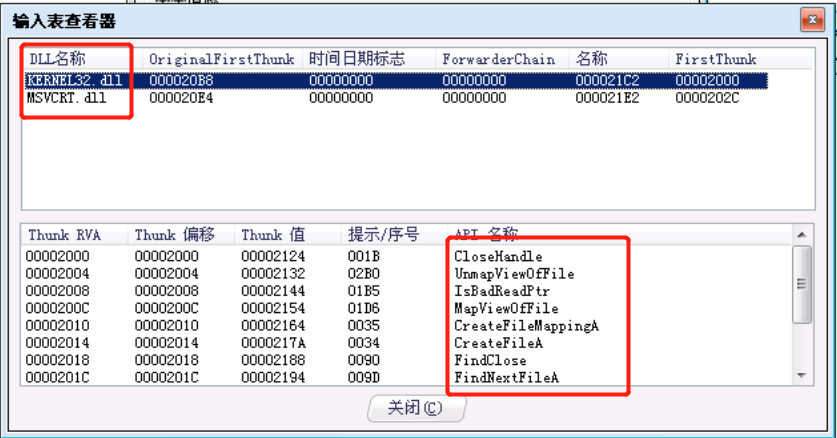 输入表查看器
DLL名称 OriginalFirstThunk 时间日期标志 ForwarderChain 名称 FirstThunk
KERNEL32.dll 000020B8 00000000 00000000 000021C2 00002000
MSVCRT.dll 000020E4 00000000 00000000 000021E2 0000202C
Thunk RVA Thunk 偏移 Thunk 值 提示/序号 API 名称
00002000 00002000 00002124 001B CloseHandle
00002004 00002004 00002132 02B0 UnmapViewOfFile
00002008 00002008 00002144 01B5 IsBadReadPtr
0000200C 0000200C 00002154 01D6 MapViewOfFile
00002010 00002010 00002164 0035 CreateFileMappingA
00002014 00002014 0000217A 0034 CreateFileA
00002018 00002018 00002188 0090 FindClose
0000201C 0000201C 00002194 009D FindNextFileA
关闭(C)